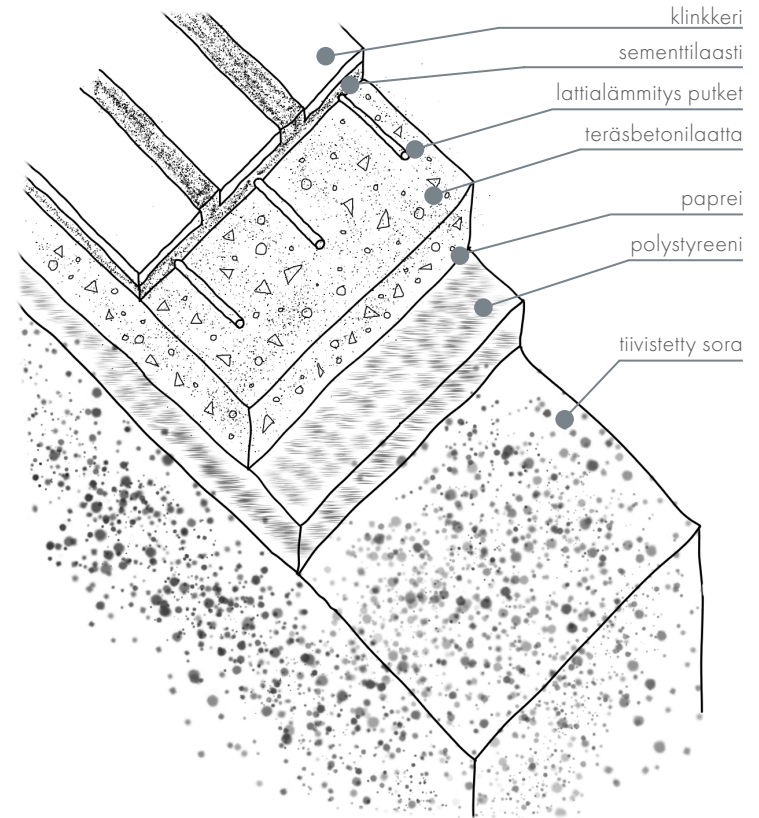 klinkkeri
sementtilaasti
lattialämmitys putket
teräsbetonilaatta
paprei
polystyreeni
tiivistetty sora